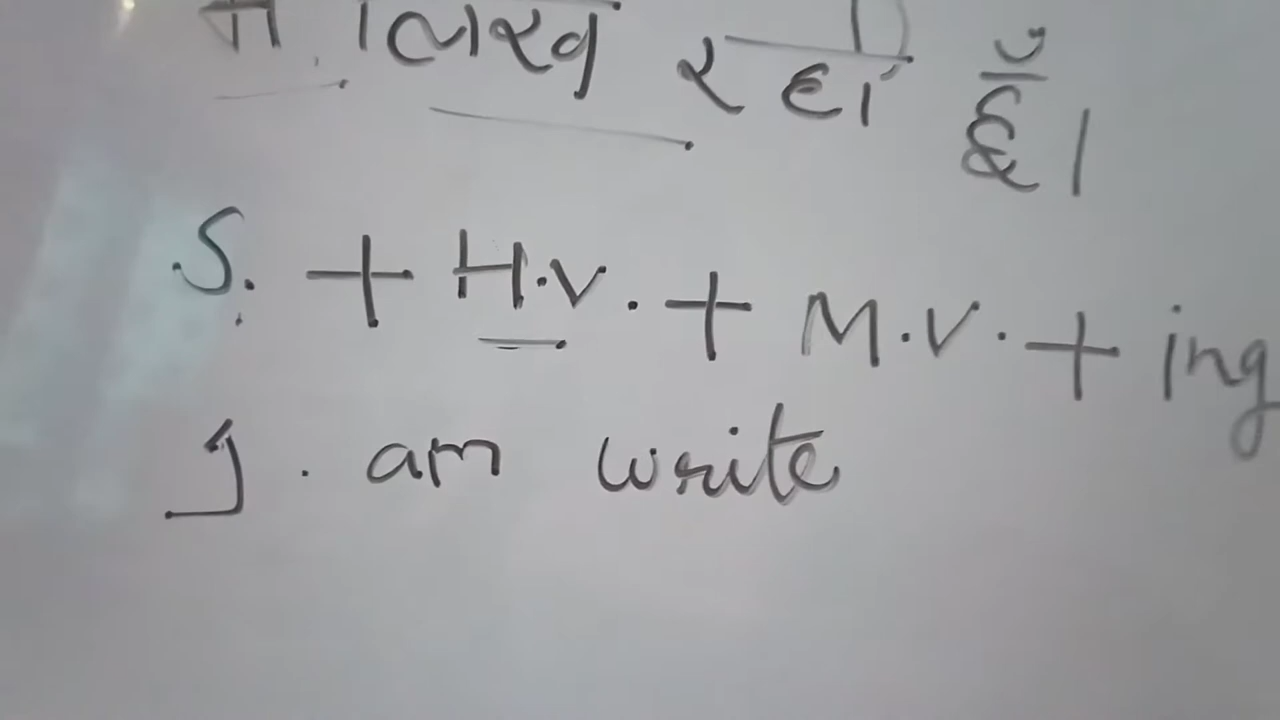 मैं लिख रहा हूँ।
S. + H.V. + M.V. + ing
I am write